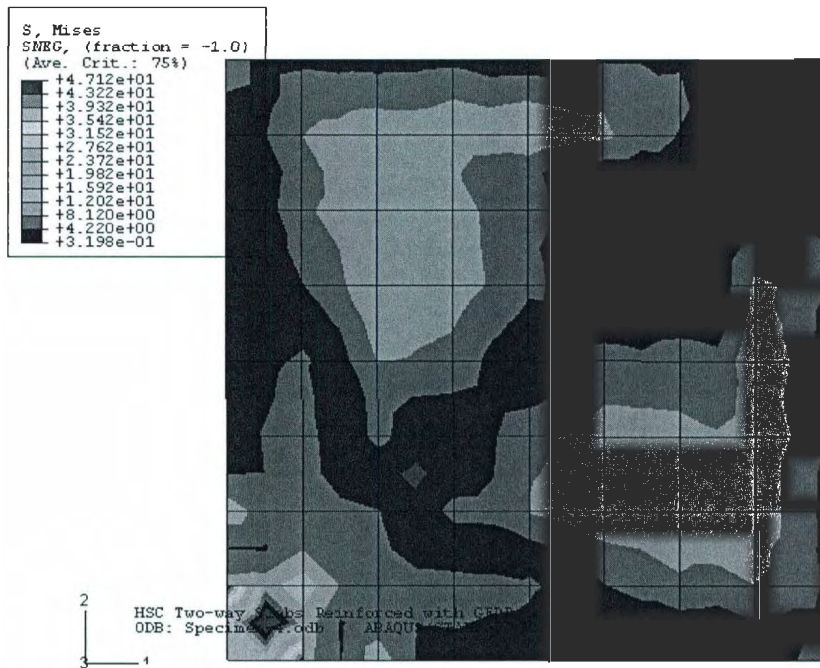 S, Mises
SNEG, (fraction = -1.0)
(Ave. Crit.: 75%)
+4.712e+01
+4.322e+01
+3.932e+01
+3.542e+01
+3.152e+01
+2.762e+01
+2.372e+01
+1.982e+01
+1.592e+01
+1.202e+01
+8.120e+00
+4.220e+00
+3.198e-01
2
HSC Two-way Reinforced with
ODB:
3
1